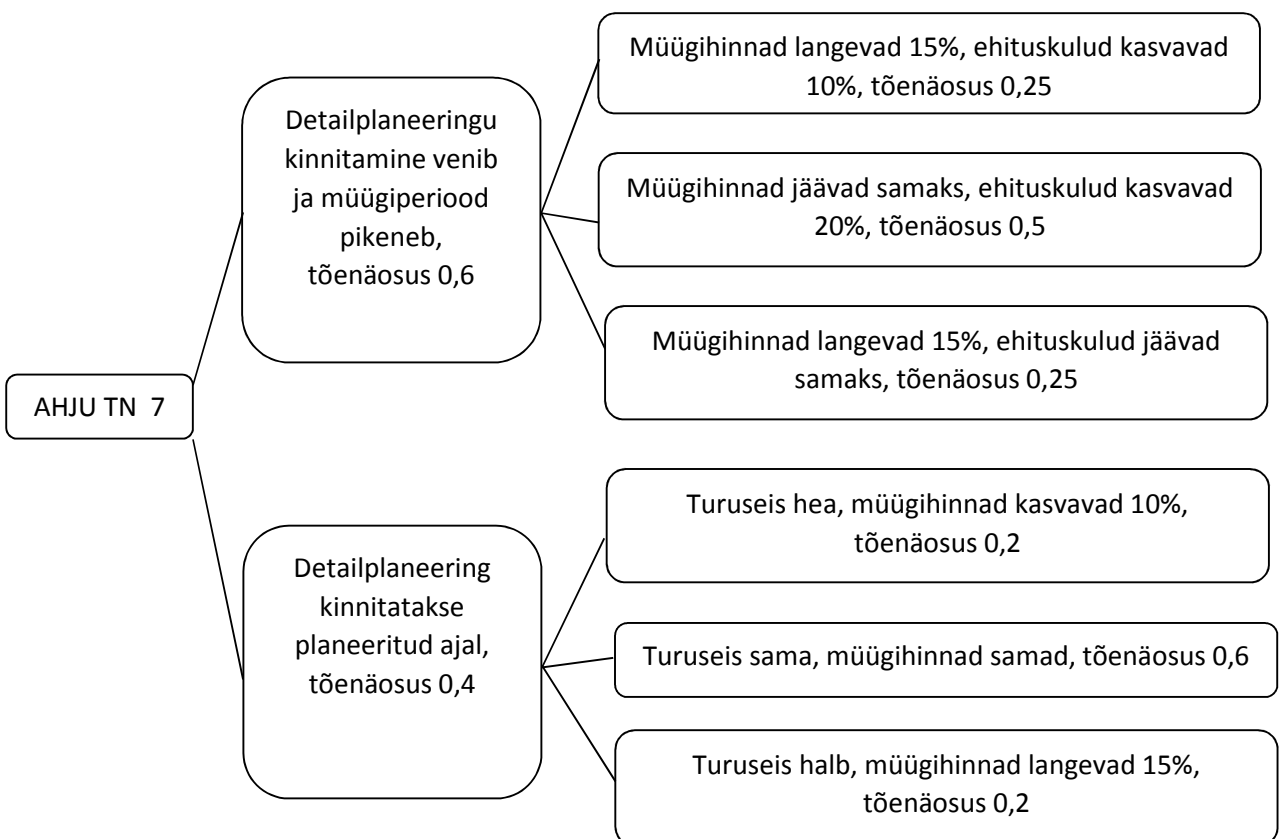 Müügihinnad langevad 15%, ehituskulud kasvavad
10%, tõenäosus 0,25
Detailplaneeringu
kinnitamine venib
ja müügiperiood
pikeneb,
tõenäosus 0,6
Müügihinnad jäävad samaks, ehituskulud kasvavad
20%, tõenäosus 0,5
Müügihinnad langevad 15%, ehituskulud jäävad
samaks, tõenäosus 0,25
AHJU TN 7
Turuseis hea, müügihinnad kasvavad 10%,
tõenäosus 0,2
Detailplaneering
kinnitatakse
planeeritud ajal,
tõenäosus 0,4
Turuseis sama, müügihinnad samad, tõenäosus 0,6
Turuseis halb, müügihinnad langevad 15%,
tõenäosus 0,2